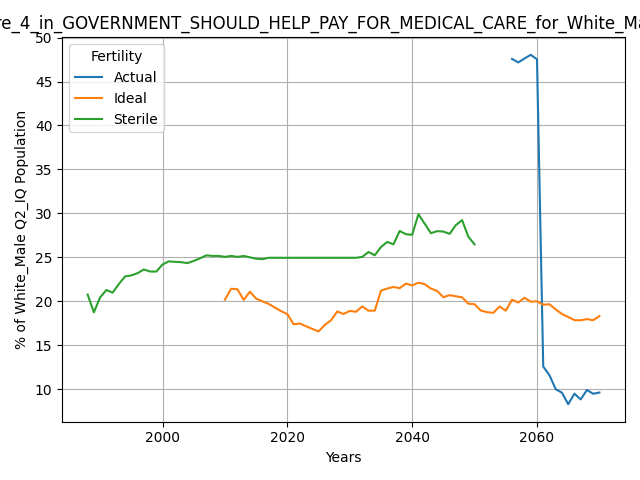 re_4_in_GOVERNMENT_SHOULD_HELP_PAY_FOR_MEDICAL_CARE_for_White_Ma
50
45
40
35
30
25
20
15
10
% of White_Male Q2_IQ Population
Fertility
Actual
Ideal
Sterile
2000
2020
2040
2060
Years